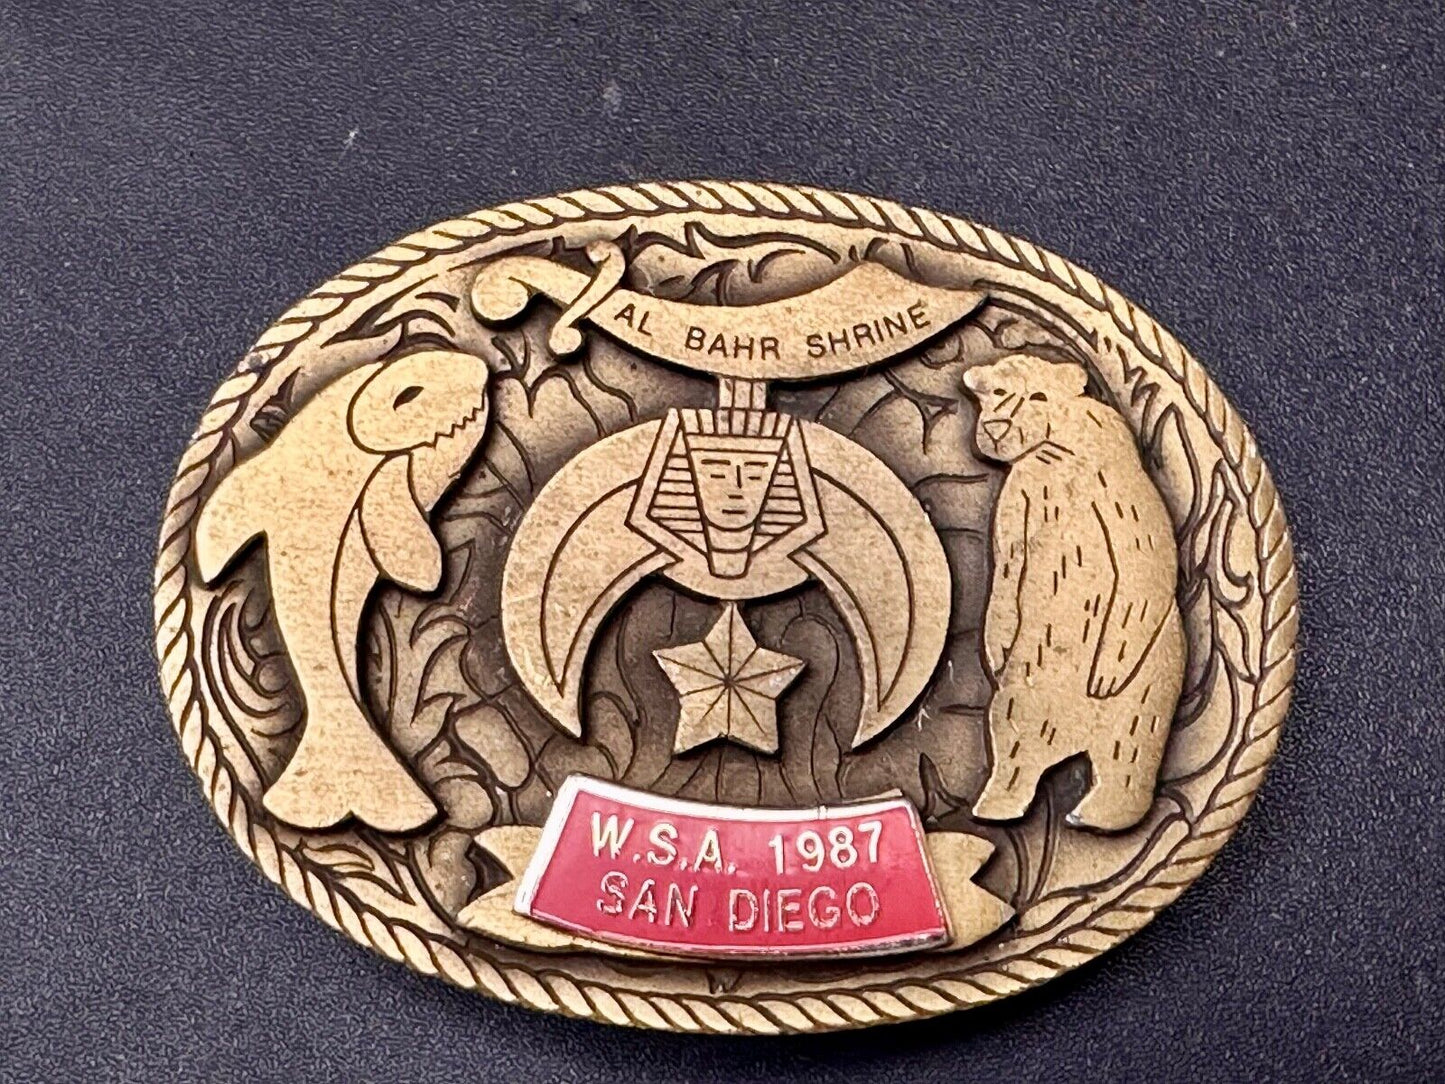 AL BAHR SHRINE
W.S.A. 1987
SAN DIEGO